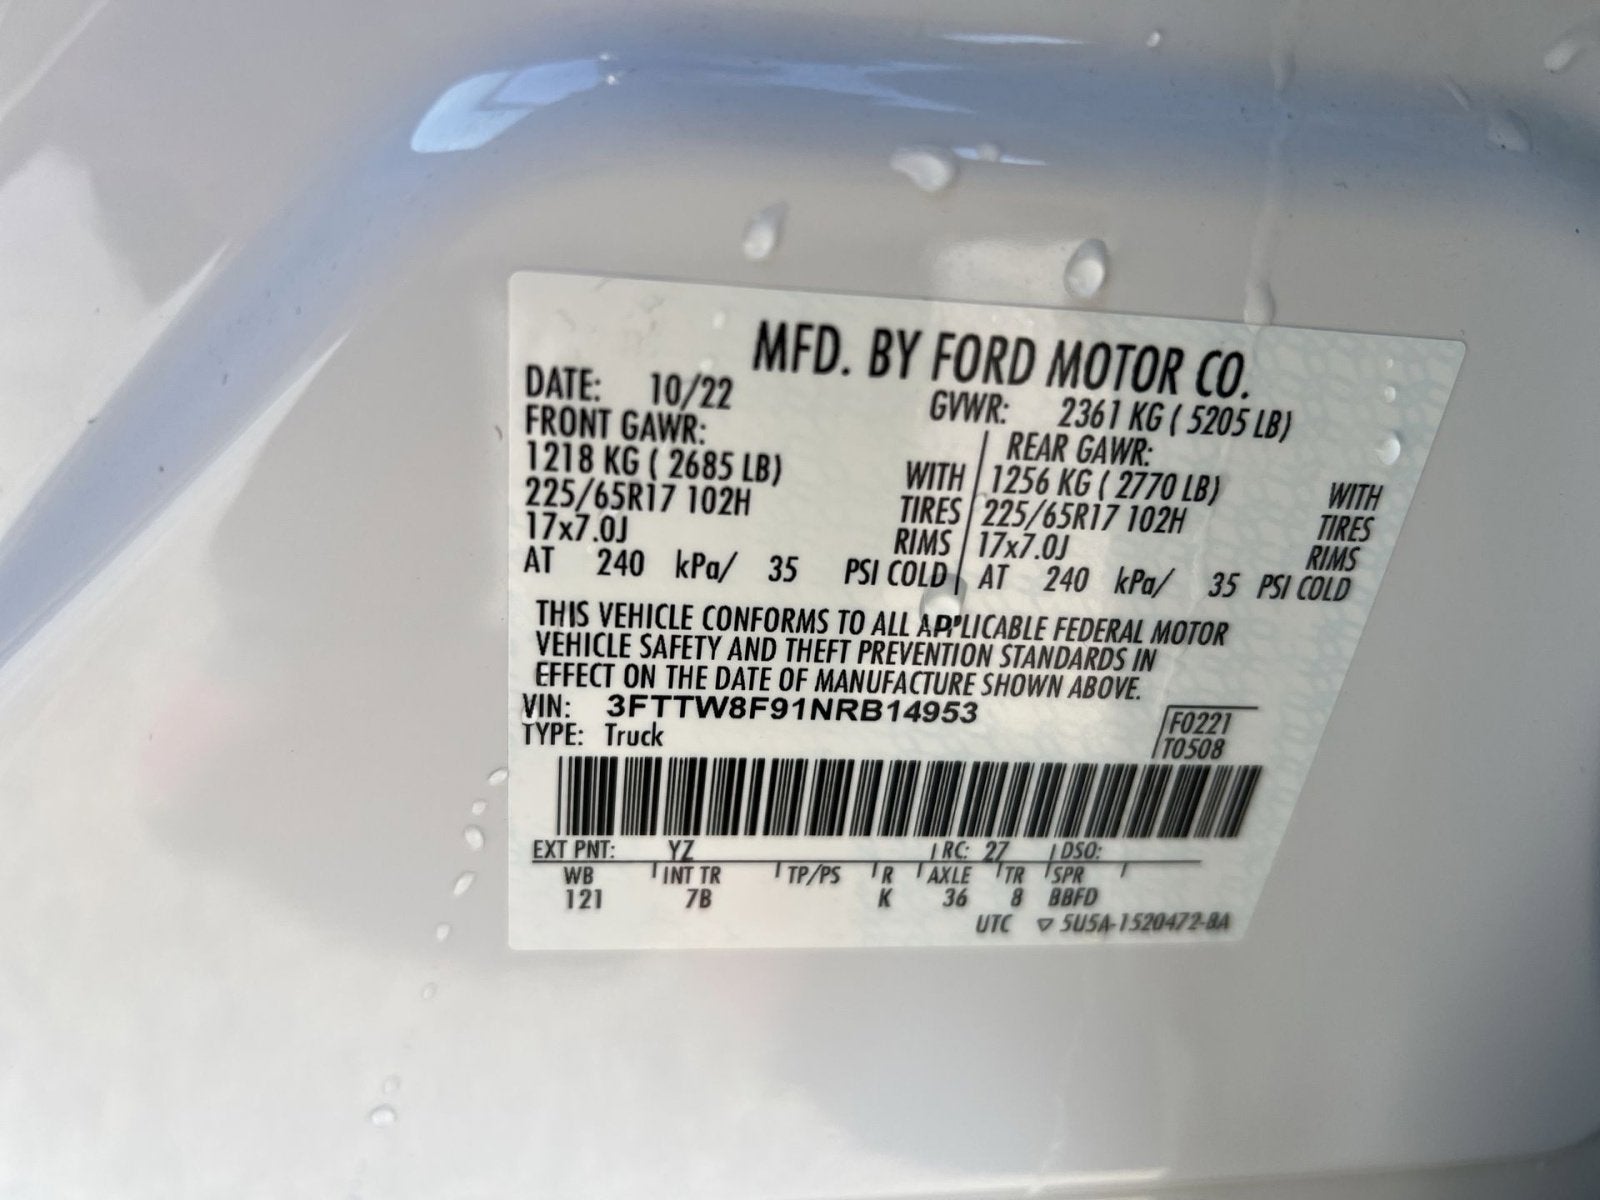 MFD. BY FORD MOTOR CO.
DATE: 10/22 GVWR: 2361 KG ( 5205 LB)
FRONT GAWR: REAR GAWR:
1218 KG ( 2685 LB) WITH 1256 KG ( 2770 LB) WITH
225/65R17 102H TIRES 225/65R17 102H TIRES
17x7.0J RIMS 17x7.0J RIMS
AT 240 kPa/ 35 PSI COLD AT 240 kPa/ 35 PSI COLD
THIS VEHICLE CONFORMS TO ALL APPLICABLE FEDERAL MOTOR
VEHICLE SAFETY AND THEFT PREVENTION STANDARDS IN
EFFECT ON THE DATE OF MANUFACTURE SHOWN ABOVE.
VIN: 3FTTW8F91NRB14953 F0221
TYPE: Truck T0508
EXT PNT: YZ RC: 27 DSO:
WB INT TR TP/PS R AXLE TR SPR
121 7B K 36 8 BBFD
UTC ▽ 5U5A-1520472-BA